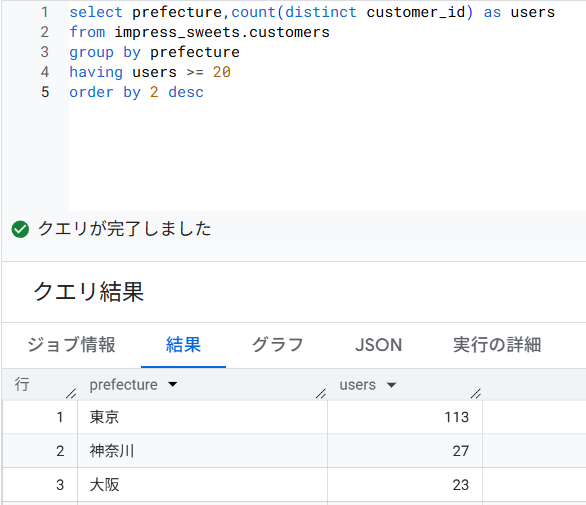 1 select prefecture,count(distinct customer_id) as users
2 from impress_sweets.customers
3 group by prefecture
4 having users >= 20
5 order by 2 desc
クエリが完了しました
クエリ結果
ジョブ情報 結果 グラフ JSON 実行の詳細
行 prefecture users
1 東京 113
2 神奈川 27
3 大阪 23